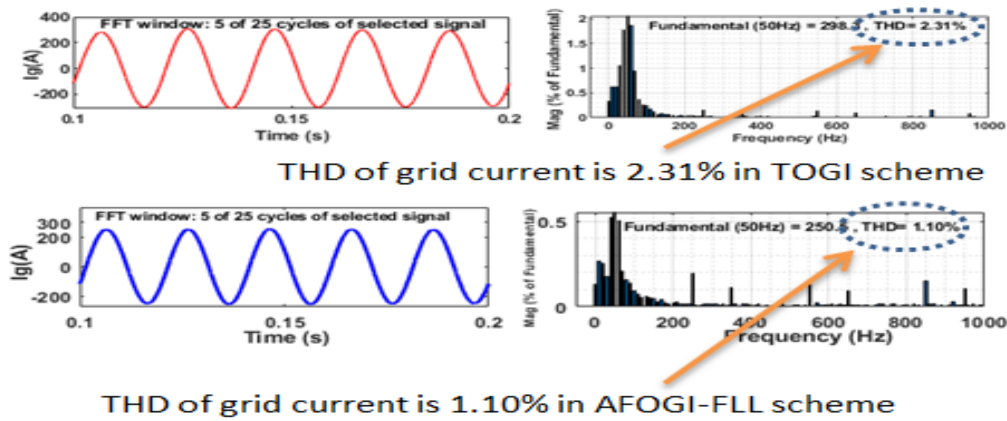 FFT window: 5 of 25 cycles of selected signal
Ig(A)
400
200
0
-200
0.1
0.15
0.2
Time (s)
Fundamental (50Hz) = 298. , THD= 2.31%
Mag (% of Fundamental)
2
1.5
1
0.5
0
0
200
400
600
800
1000
Frequency (Hz)
THD of grid current is 2.31% in TOGI scheme
FFT window: 5 of 25 cycles of selected signal
Ig(A)
400
300
200
0
-200
0.1
0.15
0.2
Time (s)
Fundamental (50Hz) = 250. , THD= 1.10%
Mag (% of Fundamental)
0.5
0
0
200
400
600
800
1000
Frequency (Hz)
THD of grid current is 1.10% in AFOGI-FLL scheme